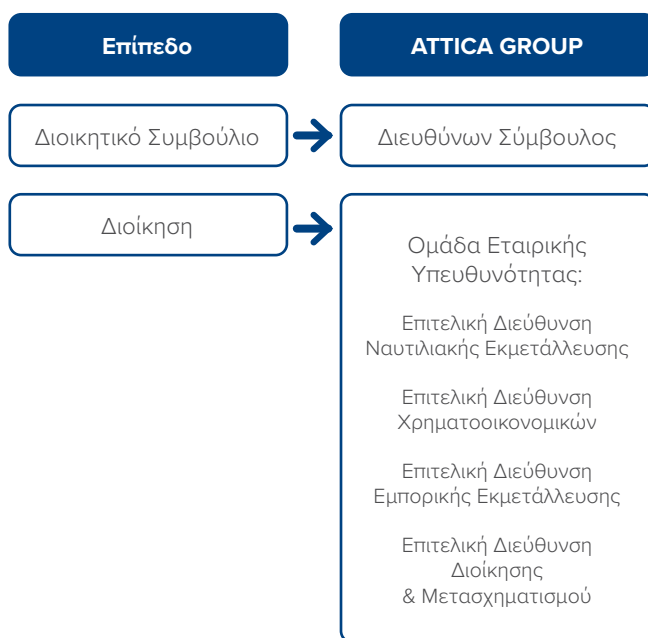 Επίπεδο
ATTICA GROUP
Διοικητικό Συμβούλιο
Διευθύνων Σύμβουλος
Διοίκηση
Ομάδα Εταιρικής
Υπευθυνότητας:
Επιτελική Διεύθυνση
Ναυτιλιακής Εκμετάλλευσης
Επιτελική Διεύθυνση
Χρηματοοικονομικών
Επιτελική Διεύθυνση
Εμπορικής Εκμετάλλευσης
Επιτελική Διεύθυνση
Διοίκησης
& Μετασχηματισμού